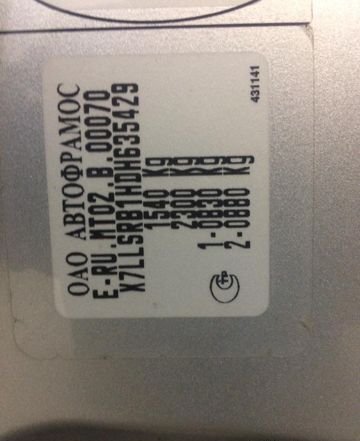 ОАО АВТОФРАМОС
E-RU.MT02.B.00070
X7LLSRB1HDH635429
1540 Kg
2300 Kg
1-0830 Kg
2-0880 Kg
431141